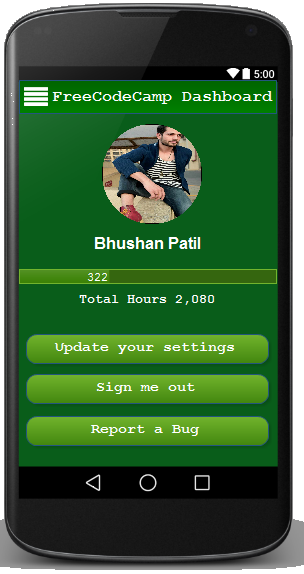 5:00
FreeCodeCamp Dashboard
Bhushan Patil
322
Total Hours 2,080
Update your settings
Sign me out
Report a Bug